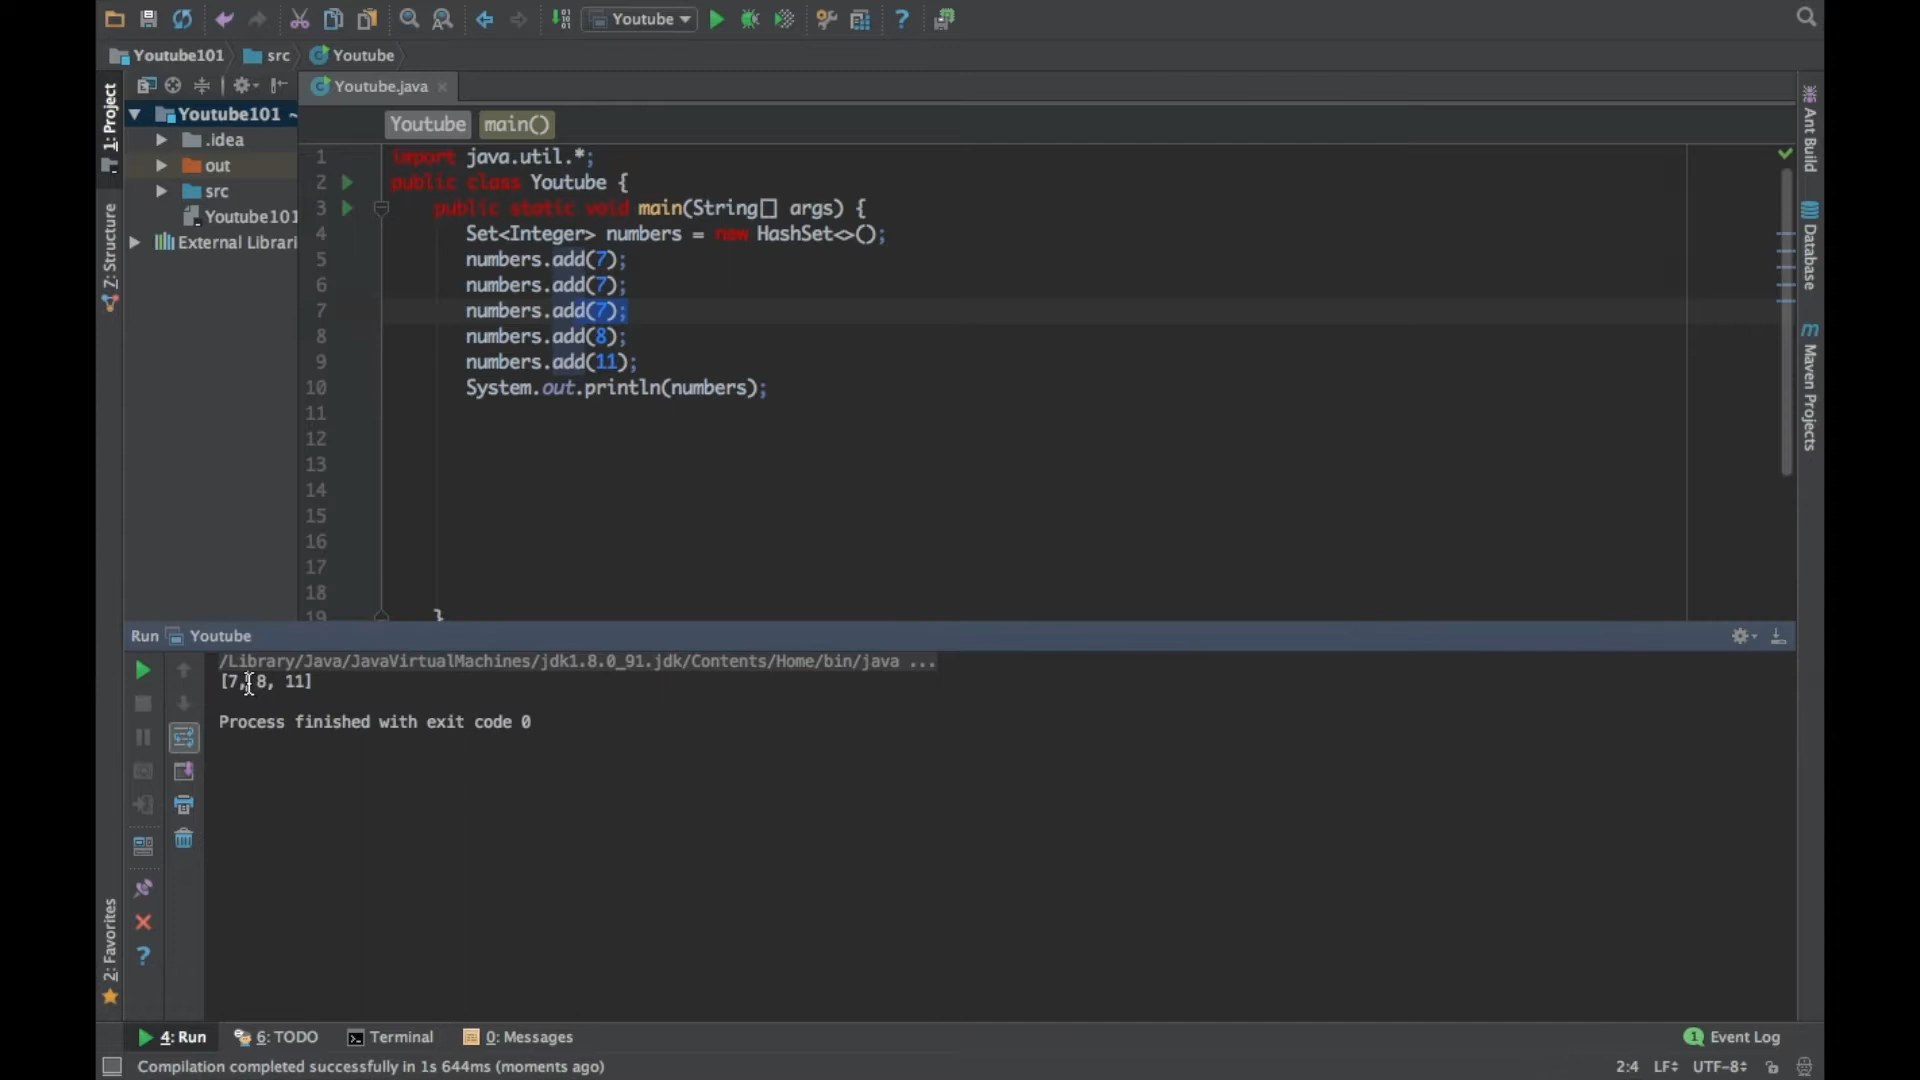 Youtube
Youtube101 src Youtube
Youtube.java
1: Project
Youtube101 ~
.idea
out
src
Youtube101
External Librari
7: Structure
2: Favorites
Youtube main()
1 import java.util.*;
2 public class Youtube {
3 public static void main(String[] args) {
4 Set<Integer> numbers = new HashSet<>();
5 numbers.add(7);
6 numbers.add(7);
7 numbers.add(7);
8 numbers.add(8);
9 numbers.add(11);
10 System.out.println(numbers);
11
12
13
14
15
16
17
18
19 }
Ant Build
Database
m Maven Projects
Run Youtube
/Library/Java/JavaVirtualMachines/jdk1.8.0_91.jdk/Contents/Home/bin/java ...
[7, 8, 11]
Process finished with exit code 0
4: Run 6: TODO Terminal 0: Messages 1 Event Log
Compilation completed successfully in 1s 644ms (moments ago) 2:4 LF UTF-8